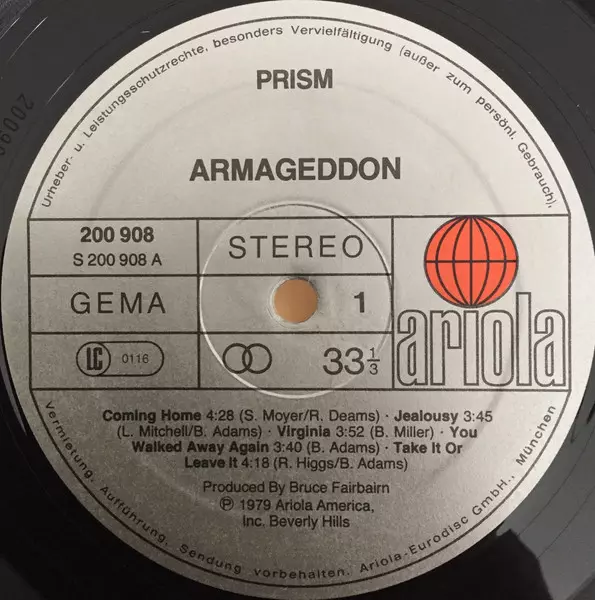 Urheber- u. Leistungsschutzrechte, besonders Vervielfältigung (außer zum persönl. Gebrauch),
PRISM
ARMAGEDDON
200 908
S 200 908 A
STEREO
GEMA
1
LC 0116
33 1/3
ariola
Coming Home 4:28 (S. Moyer/R. Deams) · Jealousy 3:45
(L. Mitchell/B. Adams) · Virginia 3:52 (B. Miller) · You
Walked Away Again 3:40 (B. Adams) · Take It Or
Leave It 4:18 (R. Higgs/B. Adams)
Produced By Bruce Fairbairn
℗ 1979 Ariola America,
Inc. Beverly Hills
Vermietung, Aufführung, Sendung vorbehalten. Ariola-Eurodisc GmbH., München